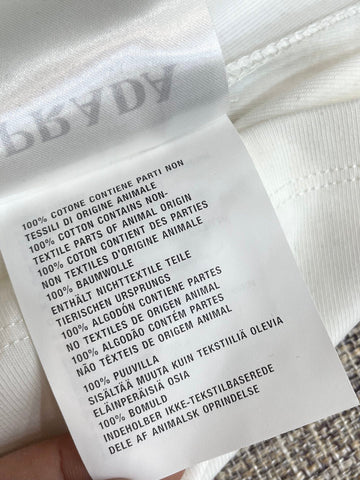 PRADA
100% COTONE CONTIENE PARTI NON
TESSILI DI ORIGINE ANIMALE
100% COTTON CONTAINS NON-
TEXTILE PARTS OF ANIMAL ORIGIN
100% COTON CONTIENT DES PARTIES
NON TEXTILES D'ORIGINE ANIMALE
100% BAUMWOLLE
ENTHÄLT NICHTTEXTILE TEILE
TIERISCHEN URSPRUNGS
100% ALGODÓN CONTIENE PARTES
NO TEXTILES DE ORIGEN ANIMAL
100% ALGODÃO CONTÉM PARTES
NÃO TÊXTEIS DE ORIGEM ANIMAL
100% PUUVILLA
SISÄLTÄÄ MUUTA KUIN TEKSTIILIÄ OLEVIA
ELÄINPERÄISIÄ OSIA
100% BOMULD
INDEHOLBER IKKE-TEKSTILBASEREDE
DELE AF ANIMALSK OPRINDELSE